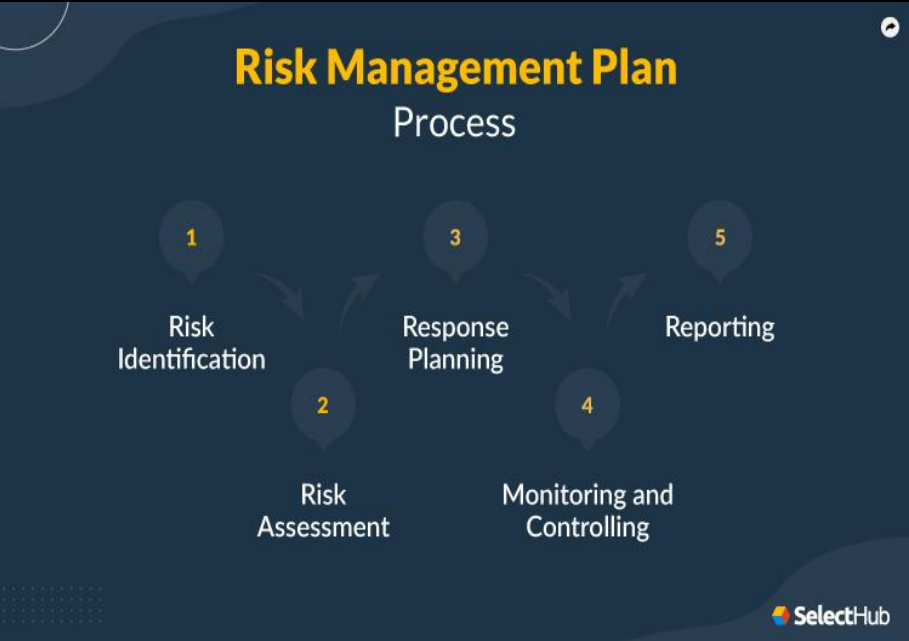 Risk Management Plan
Process
1
Risk
Identification
2
Risk
Assessment
3
Response
Planning
4
Monitoring and
Controlling
5
Reporting
SelectHub